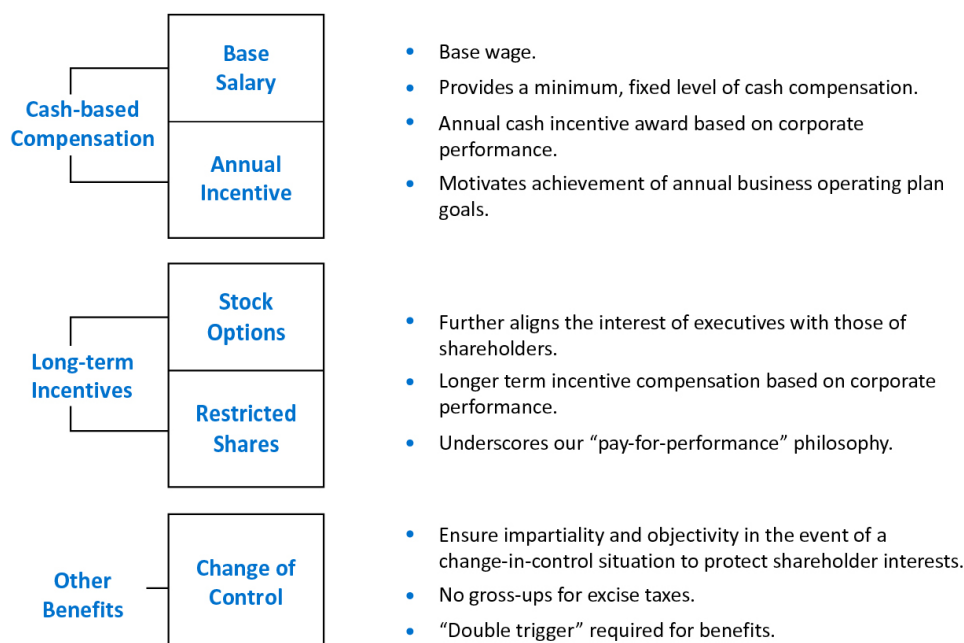 Cash-based
Compensation
Base
Salary
Annual
Incentive
• Base wage.
• Provides a minimum, fixed level of cash compensation.
• Annual cash incentive award based on corporate
performance.
• Motivates achievement of annual business operating plan
goals.
Long-term
Incentives
Stock
Options
Restricted
Shares
• Further aligns the interest of executives with those of
shareholders.
• Longer term incentive compensation based on corporate
performance.
• Underscores our “pay-for-performance” philosophy.
Other
Benefits
Change of
Control
• Ensure impartiality and objectivity in the event of a
change-in-control situation to protect shareholder interests.
• No gross-ups for excise taxes.
• “Double trigger” required for benefits.